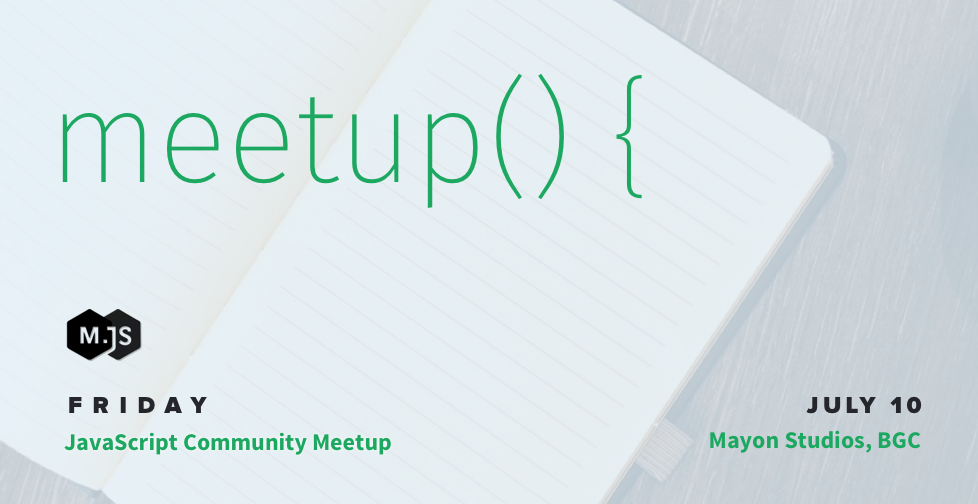 meetup() {
M.JS
FRIDAY
JavaScript Community Meetup
JULY 10
Mayon Studios, BGC